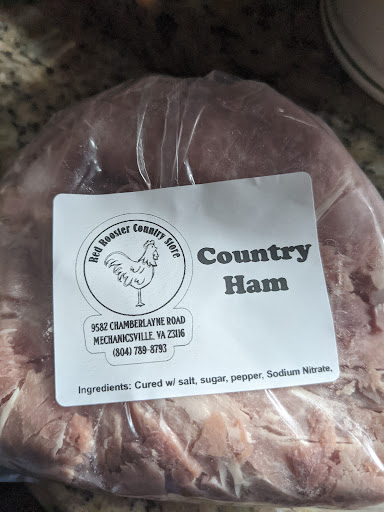 Red Rooster Country Store
9582 CHAMBERLAYNE ROAD
MECHANICSVILLE, VA 23116
(804) 789-8793
Country
Ham
Ingredients: Cured w/ salt, sugar, pepper, Sodium Nitrate,